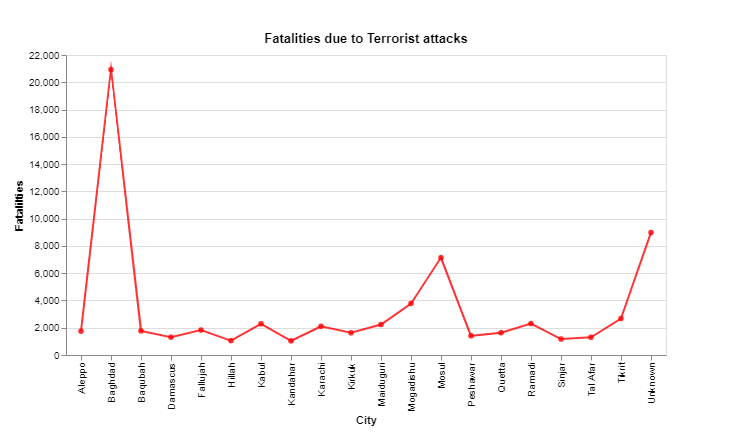 Fatalities due to Terrorist attacks
22,000
20,000
18,000
16,000
14,000
12,000
10,000
8,000
6,000
4,000
2,000
0
Fatalilties
Aleppo
Baghdad
Baqubah
Damascus
Fallujah
Hillah
Kabul
Kandahar
Karachi
Kirkuk
Maiduguri
Mogadishu
Mosul
Peshawar
Quetta
Ramadi
Sinjar
Tal Afar
Tikrit
Unknown
City